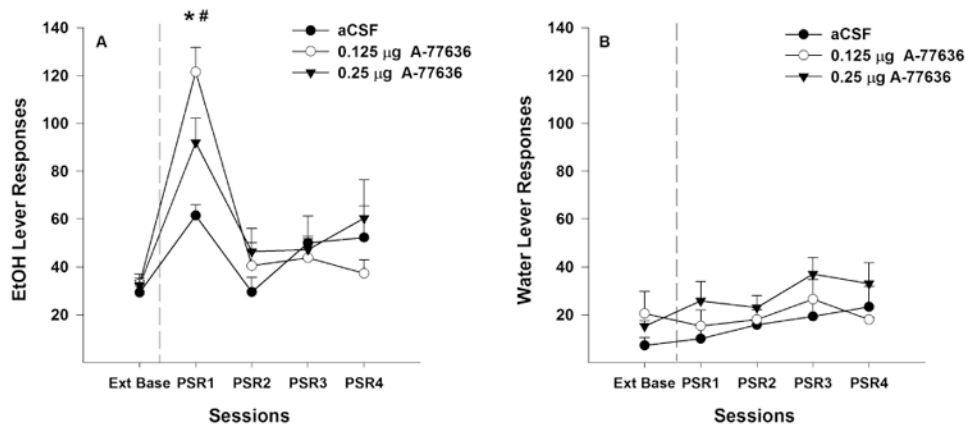 A
* #
aCSF
0.125 µg A-77636
0.25 µg A-77636
EtOH Lever Responses
140
120
100
80
60
40
20
Ext Base PSR1 PSR2 PSR3 PSR4
Sessions
B
aCSF
0.125 µg A-77636
0.25 µg A-77636
Water Lever Responses
140
120
100
80
60
40
20
Ext Base PSR1 PSR2 PSR3 PSR4
Sessions